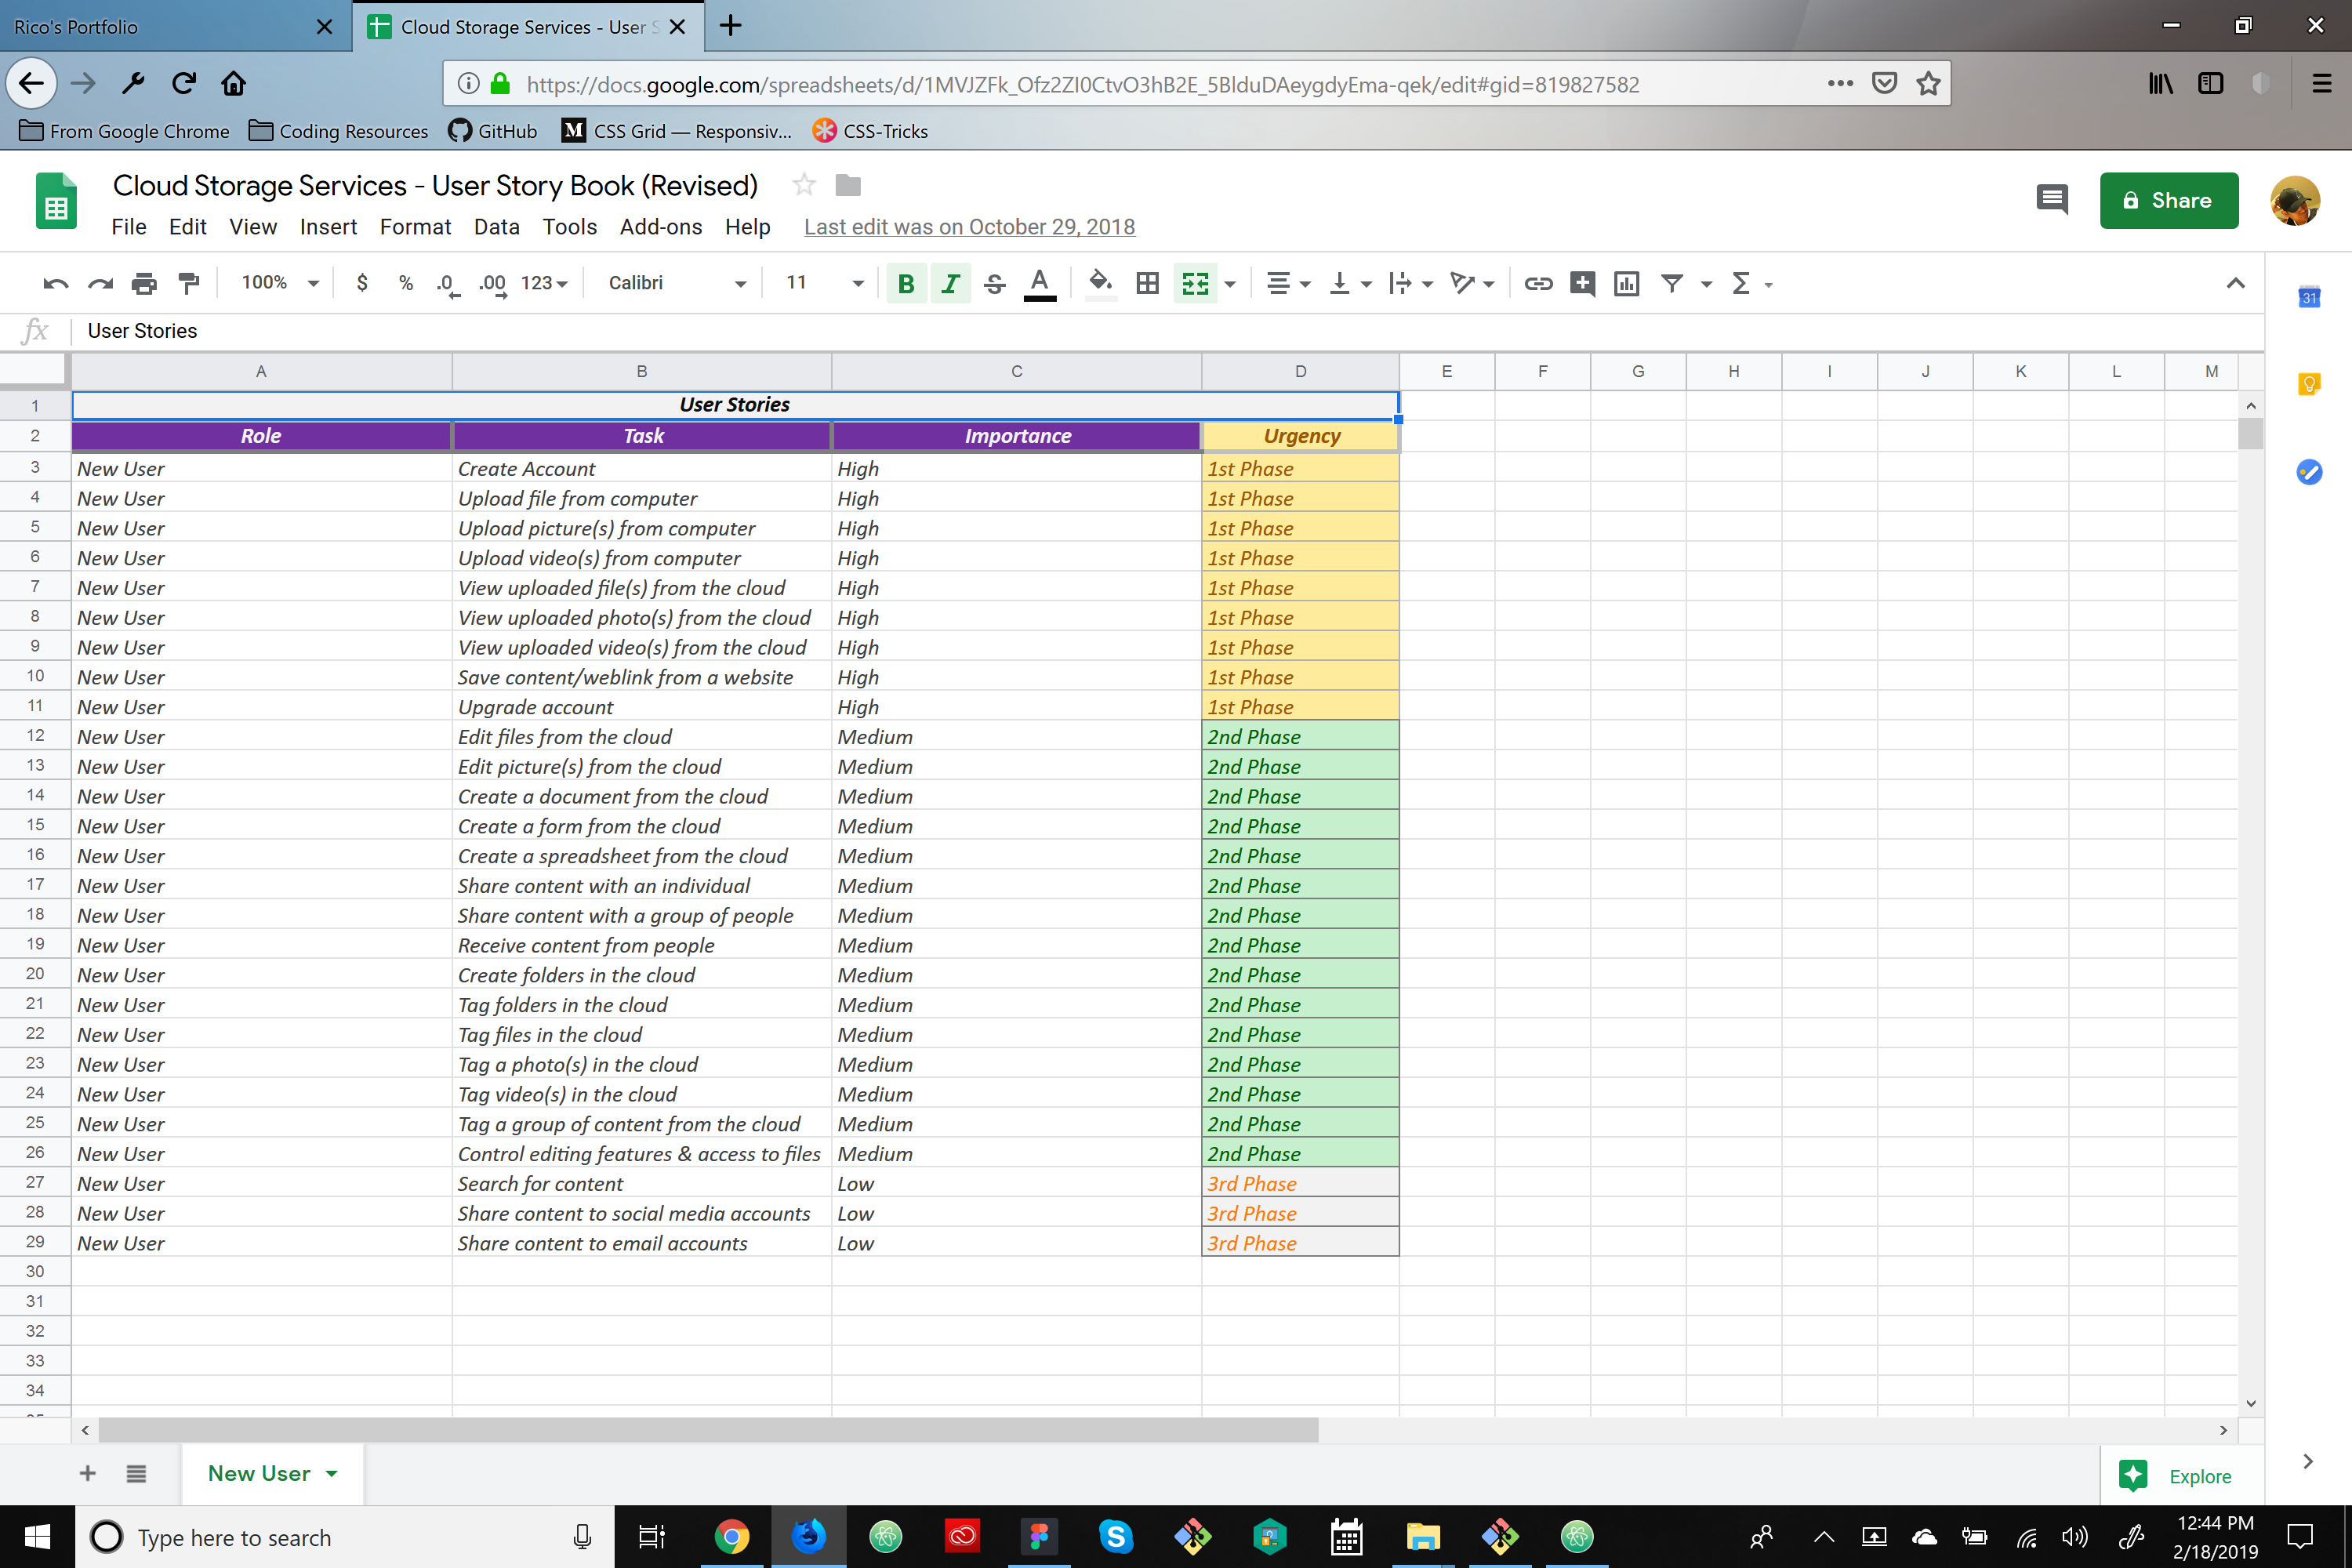 Rico's Portfolio
Cloud Storage Services - User S
https://docs.google.com/spreadsheets/d/1MVJZFk_Ofz2ZI0CtvO3hB2E_5BlduDAeygdyEma-qek/edit#gid=819827582
From Google Chrome Coding Resources GitHub M CSS Grid — Responsiv... CSS-Tricks
Cloud Storage Services - User Story Book (Revised)
Share
File Edit View Insert Format Data Tools Add-ons Help Last edit was on October 29, 2018
100% $ % .0 .00 123 Calibri 11 B I S A Σ
31
fx User Stories
A B C D E F G H I J K L M
1 User Stories
2 Role Task Importance Urgency
3 New User Create Account High 1st Phase
4 New User Upload file from computer High 1st Phase
5 New User Upload picture(s) from computer High 1st Phase
6 New User Upload video(s) from computer High 1st Phase
7 New User View uploaded file(s) from the cloud High 1st Phase
8 New User View uploaded photo(s) from the cloud High 1st Phase
9 New User View uploaded video(s) from the cloud High 1st Phase
10 New User Save content/weblink from a website High 1st Phase
11 New User Upgrade account High 1st Phase
12 New User Edit files from the cloud Medium 2nd Phase
13 New User Edit picture(s) from the cloud Medium 2nd Phase
14 New User Create a document from the cloud Medium 2nd Phase
15 New User Create a form from the cloud Medium 2nd Phase
16 New User Create a spreadsheet from the cloud Medium 2nd Phase
17 New User Share content with an individual Medium 2nd Phase
18 New User Share content with a group of people Medium 2nd Phase
19 New User Receive content from people Medium 2nd Phase
20 New User Create folders in the cloud Medium 2nd Phase
21 New User Tag folders in the cloud Medium 2nd Phase
22 New User Tag files in the cloud Medium 2nd Phase
23 New User Tag a photo(s) in the cloud Medium 2nd Phase
24 New User Tag video(s) in the cloud Medium 2nd Phase
25 New User Tag a group of content from the cloud Medium 2nd Phase
26 New User Control editing features & access to files Medium 2nd Phase
27 New User Search for content Low 3rd Phase
28 New User Share content to social media accounts Low 3rd Phase
29 New User Share content to email accounts Low 3rd Phase
30
31
32
33
34
New User
Explore
Type here to search
12:44 PM
2/18/2019